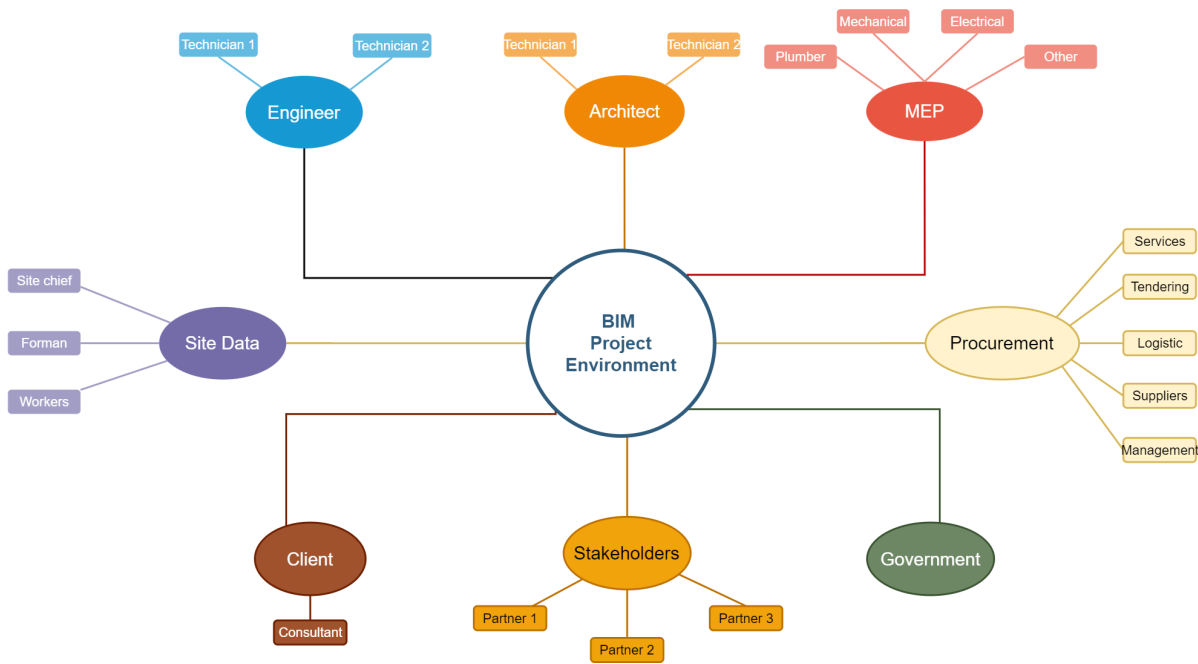 Mechanical
Electrical
Technician 1
Technician 2
Technician 1
Technician 2
Plumber
Other
Engineer
Architect
MEP
Services
Site chief
Tendering
BIM
Project
Environment
Forman
Site Data
Procurement
Logistic
Workers
Suppliers
Management
Client
Stakeholders
Government
Consultant
Partner 1
Partner 2
Partner 3